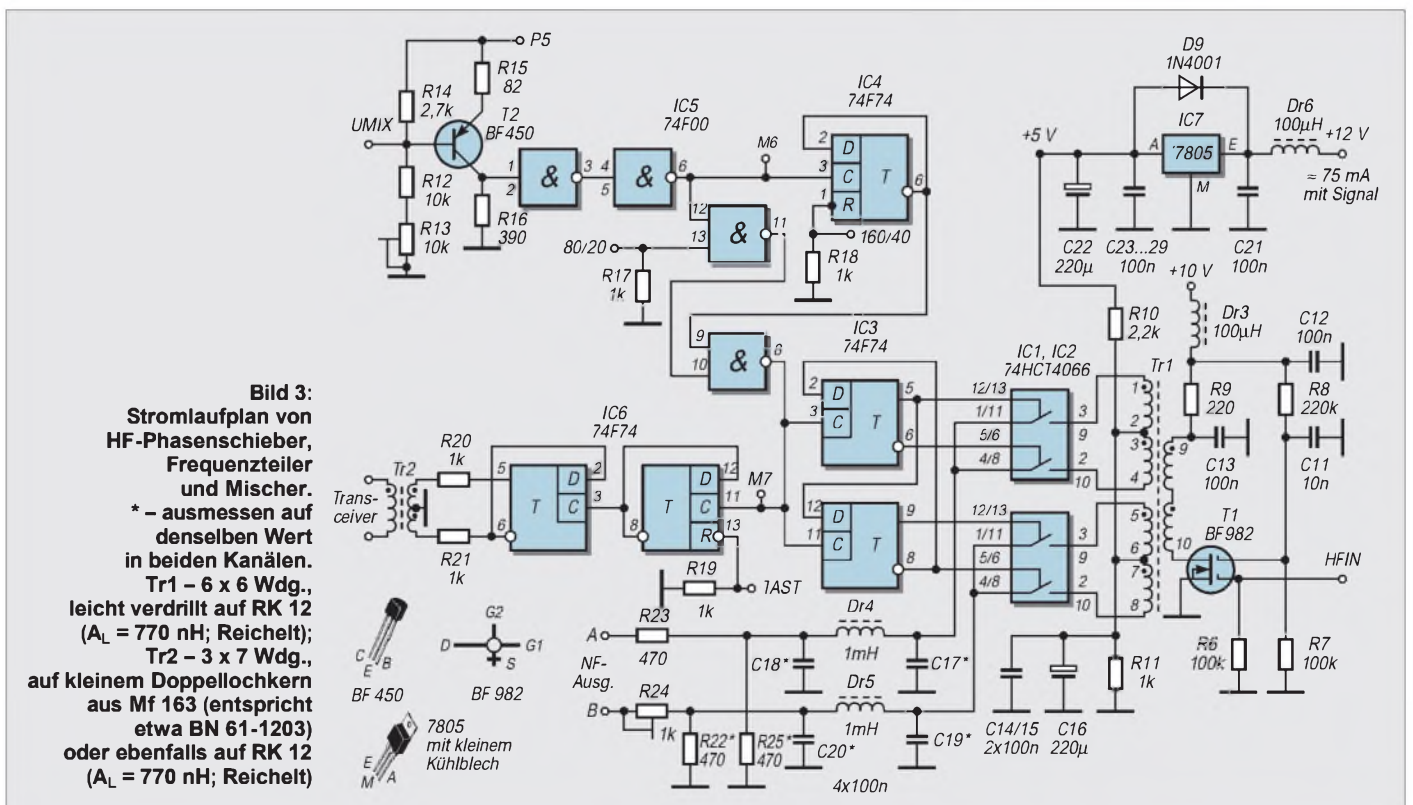 Bild 3:
Stromlaufplan von
HF-Phasenschieber,
Frequenzteiler
und Mischer.
* – ausmessen auf
denselben Wert
in beiden Kanälen.
Tr1 – 6 x 6 Wdg.,
leicht verdrillt auf RK 12
(AL = 770 nH; Reichelt);
Tr2 – 3 x 7 Wdg.,
auf kleinem Doppellochkern
aus Mf 163 (entspricht
etwa BN 61-1203)
oder ebenfalls auf RK 12
(AL = 770 nH; Reichelt)
P5
R15
82
R14
2,7k
T2
BF 450
UMIX
R12
10k
R13
10k
R16
390
IC5
74F00
1
2
&
3
4
5
&
6
M6
12
13
&
11
80/20
R17
1k
9
10
&
8
IC4
74F74
2
3
1
D
C
R
T
6
160/40
R18
1k
IC3
74F74
2
3
D
C
T
5
6
12
11
D
C
T
9
8
IC1, IC2
74HCT4066
12/13
1/11
5/6
4/8
3
9
2
10
12/13
1/11
5/6
4/8
3
9
2
10
Tr1
1
2
3
4
5
6
7
8
9
10
D9
1N4001
IC7
7805
A
E
M
+5 V
Dr6
100µH
+12 V
≈ 75 mA
mit Signal
C22
220µ
C23...29
100n
C21
100n
+10 V
Dr3
100µH
R10
2,2k
C12
100n
R9
220
R8
220k
C13
100n
C11
10n
T1
BF 982
HFIN
R6
100k
R7
100k
R11
1k
C14/15
2x100n
C16
220µ
Trans-
ceiver
Tr2
R20
1k
R21
1k
IC6
74F74
5
6
T
D
C
2
3
8
T
D
C
R
12
11
13
M7
R19
1k
TAST
A
NF-
Ausg.
B
R23
470
R24
1k
R22*
470
R25*
470
C18*
Dr4
1mH
C17*
C20*
Dr5
1mH
C19*
4x100n
C
E
B
BF 450
G2
D
G1
S
BF 982
E
M
A
7805
mit kleinem
Kühlblech